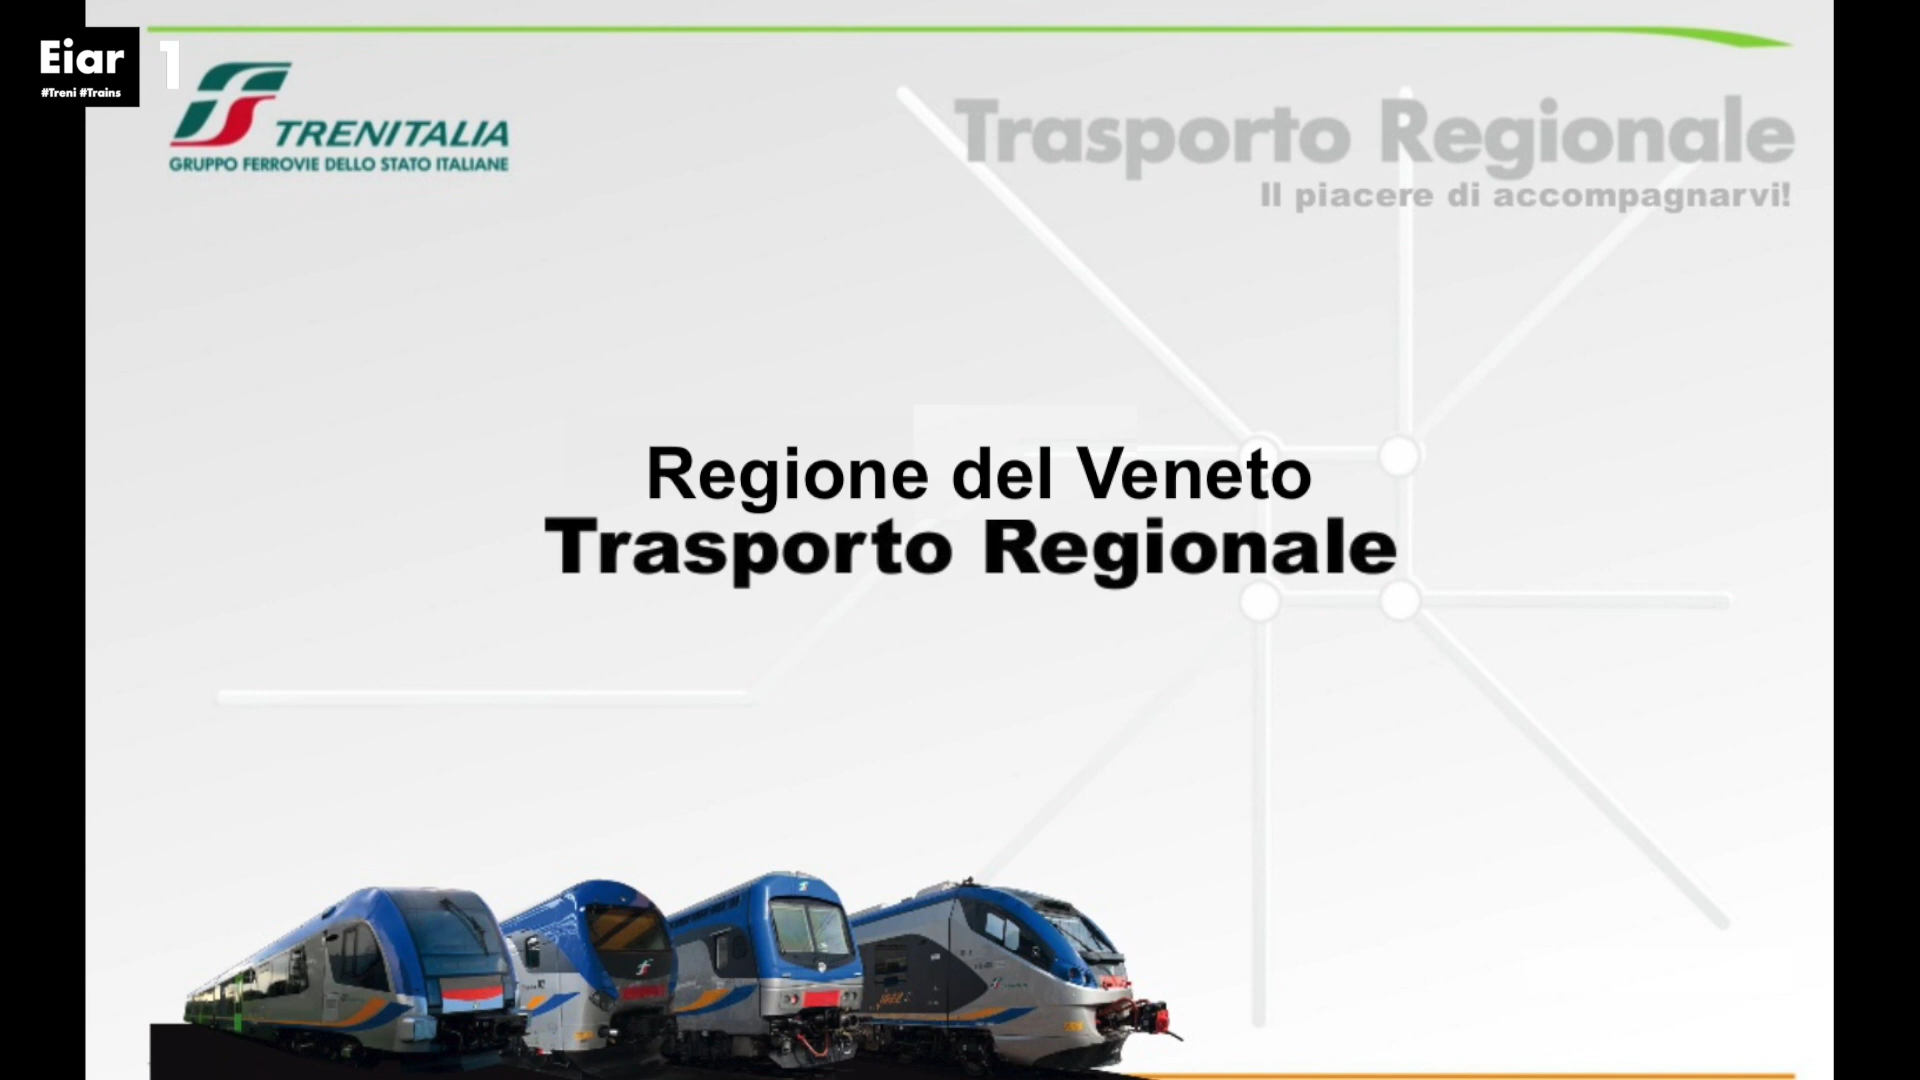 Eiar 1
#Treni #Trains
TRENITALIA
GRUPPO FERROVIE DELLO STATO ITALIANE
Trasporto Regionale
Il piacere di accompagnarvi!
Regione del Veneto
Trasporto Regionale